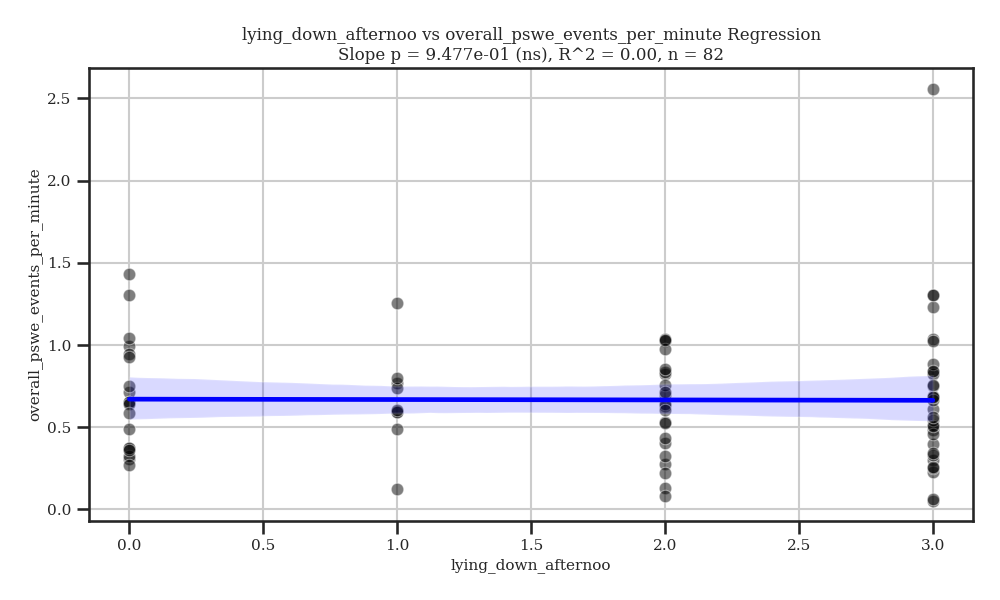 lying_down_afternoo vs overall_pswe_events_per_minute Regression
Slope p = 9.477e-01 (ns), R^2 = 0.00, n = 82
overall_pswe_events_per_minute
2.5
2.0
1.5
1.0
0.5
0.0
0.0 0.5 1.0 1.5 2.0 2.5 3.0
lying_down_afternoo